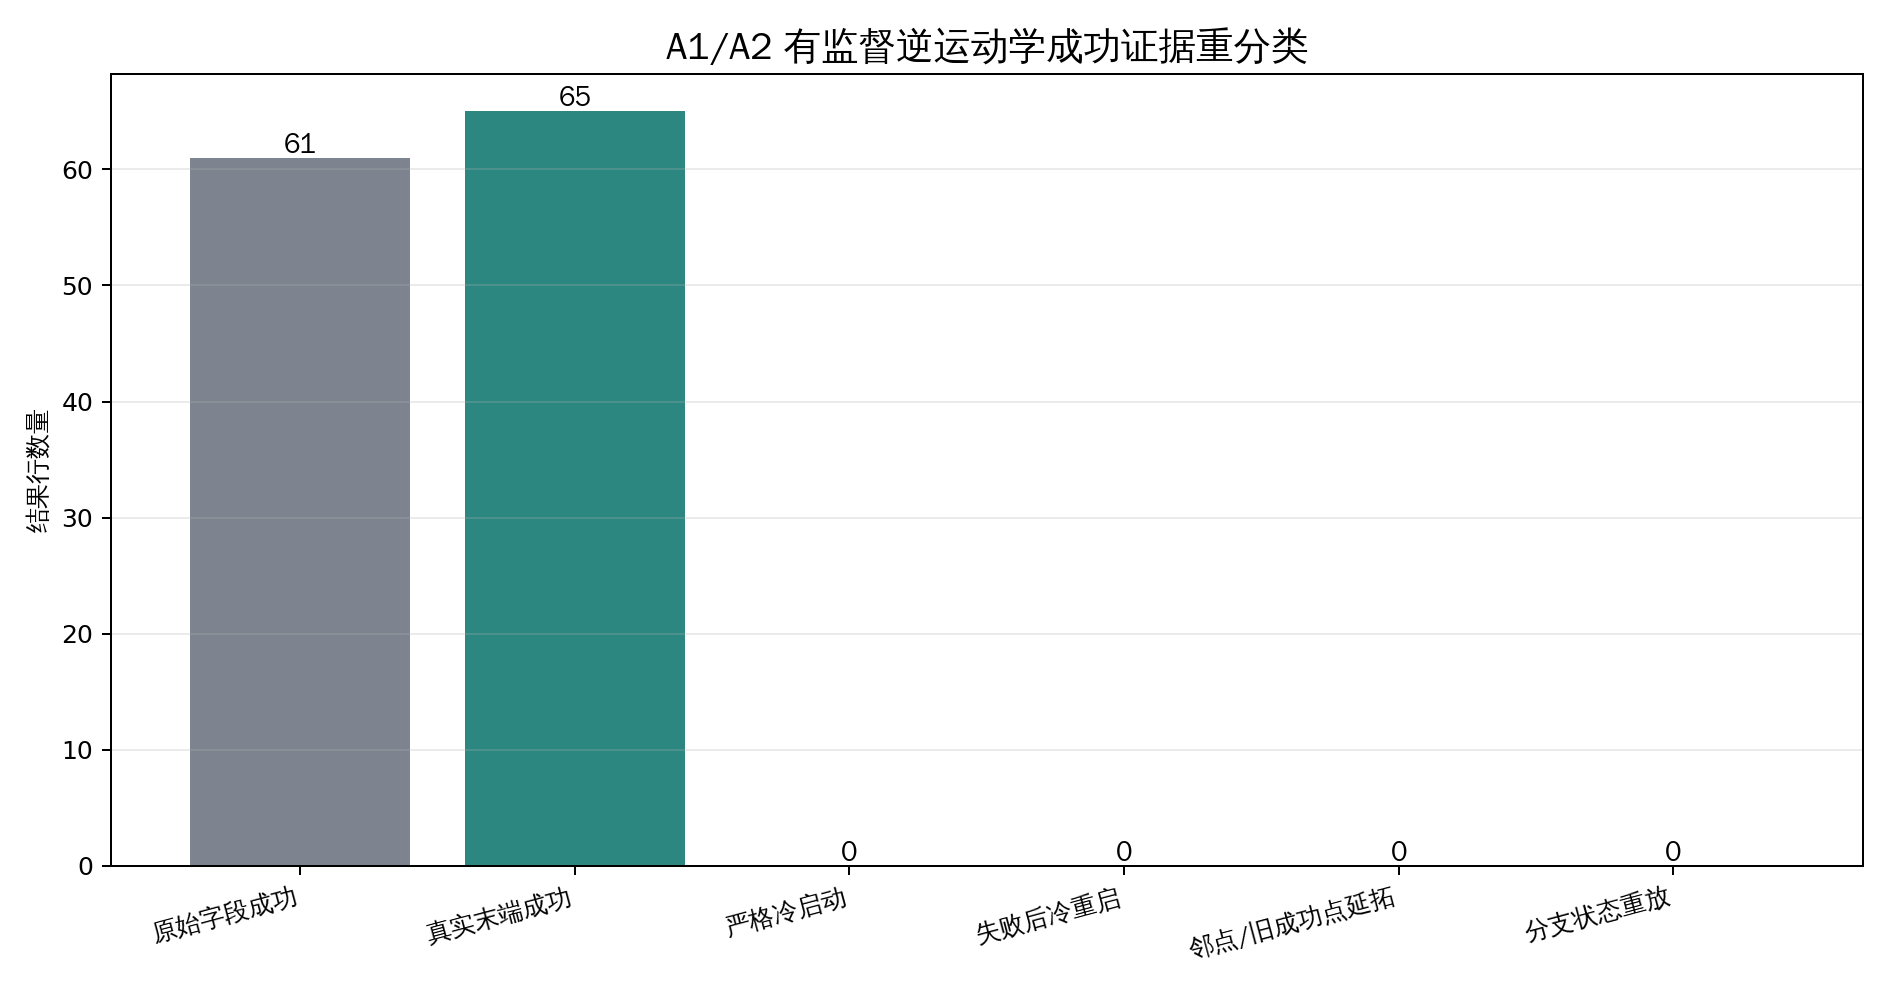 A1/A2 有监督逆运动学成功证据重分类
结果行数量
60
50
40
30
20
10
0
61
65
0
0
0
0
原始字段成功
真实末端成功
严格冷启动
失败后冷重启
邻点/旧成功点延拓
分支状态重放